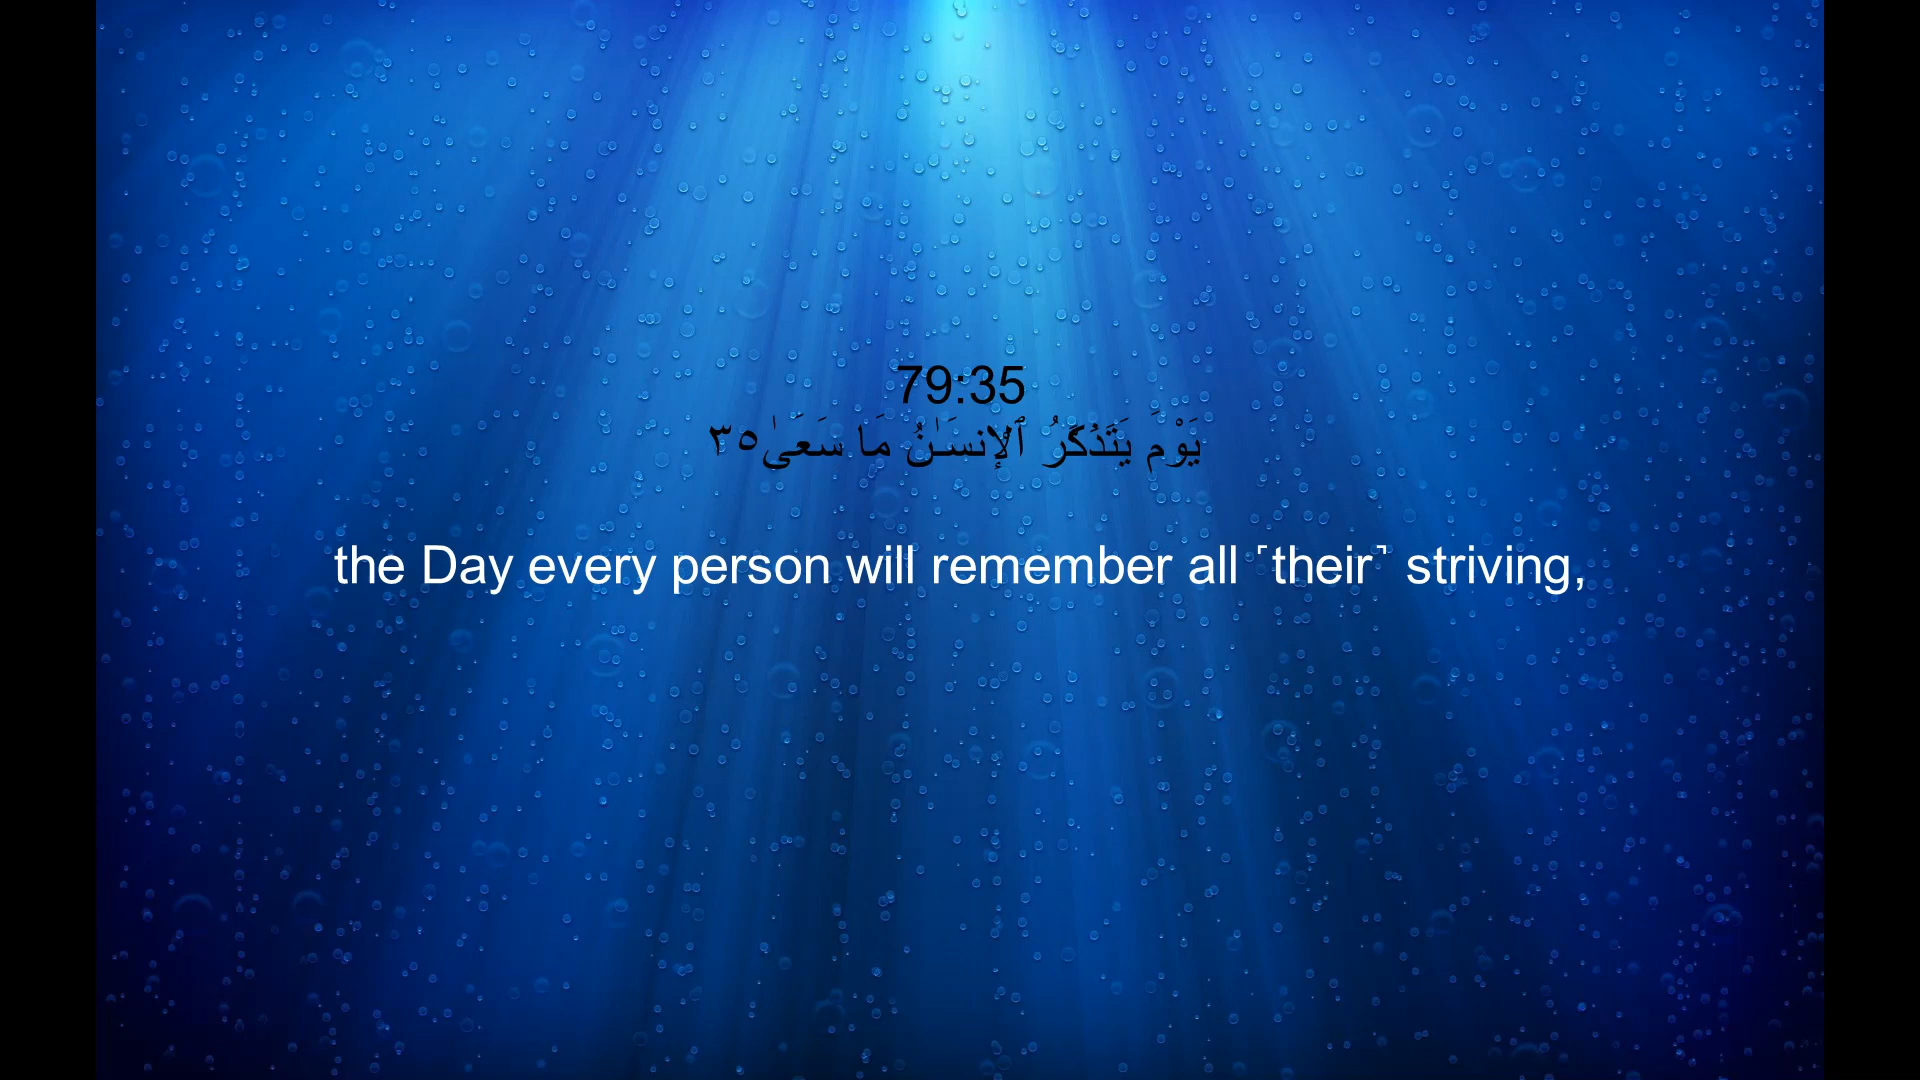 79:35
يَوْمَ يَتَذَكَّرُ ٱلْإِنسَـٰنُ مَا سَعَىٰ ٣٥
the Day every person will remember all ˹their˺ striving,